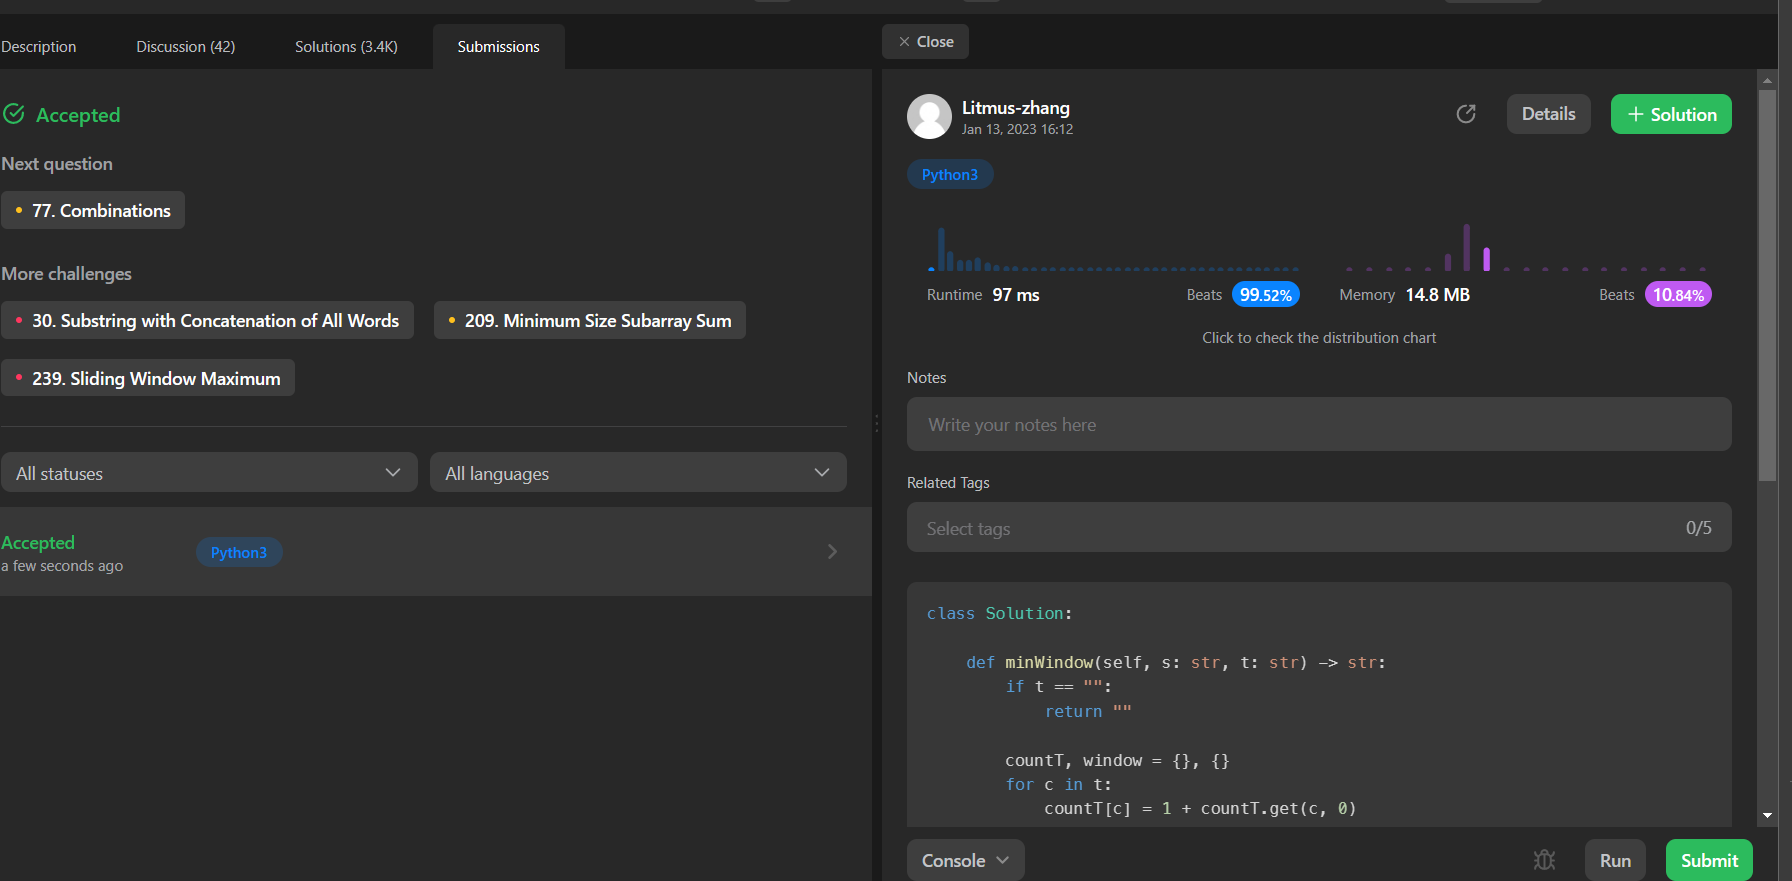 Description
Discussion (42)
Solutions (3.4K)
Submissions
Accepted
Next question
77. Combinations
More challenges
30. Substring with Concatenation of All Words
209. Minimum Size Subarray Sum
239. Sliding Window Maximum
All statuses
All languages
Accepted
a few seconds ago
Python3
Close
Litmus-zhang
Jan 13, 2023 16:12
Details
+ Solution
Python3
Runtime 97 ms
Beats 99.52%
Memory 14.8 MB
Beats 10.84%
Click to check the distribution chart
Notes
Write your notes here
Related Tags
Select tags
0/5
class Solution:
def minWindow(self, s: str, t: str) -> str:
if t == "":
return ""
countT, window = {}, {}
for c in t:
countT[c] = 1 + countT.get(c, 0)
Console
Run
Submit